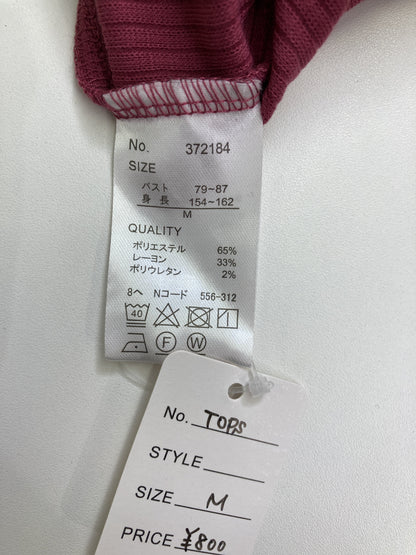 No. 372184
SIZE
バスト 79~87
身長 154~162
M
QUALITY
ポリエステル 65%
レーヨン 33%
ポリウレタン 2%
8へ Nコード 556-312
40
F W
No. TOPS
STYLE
SIZE M
PRICE ¥800